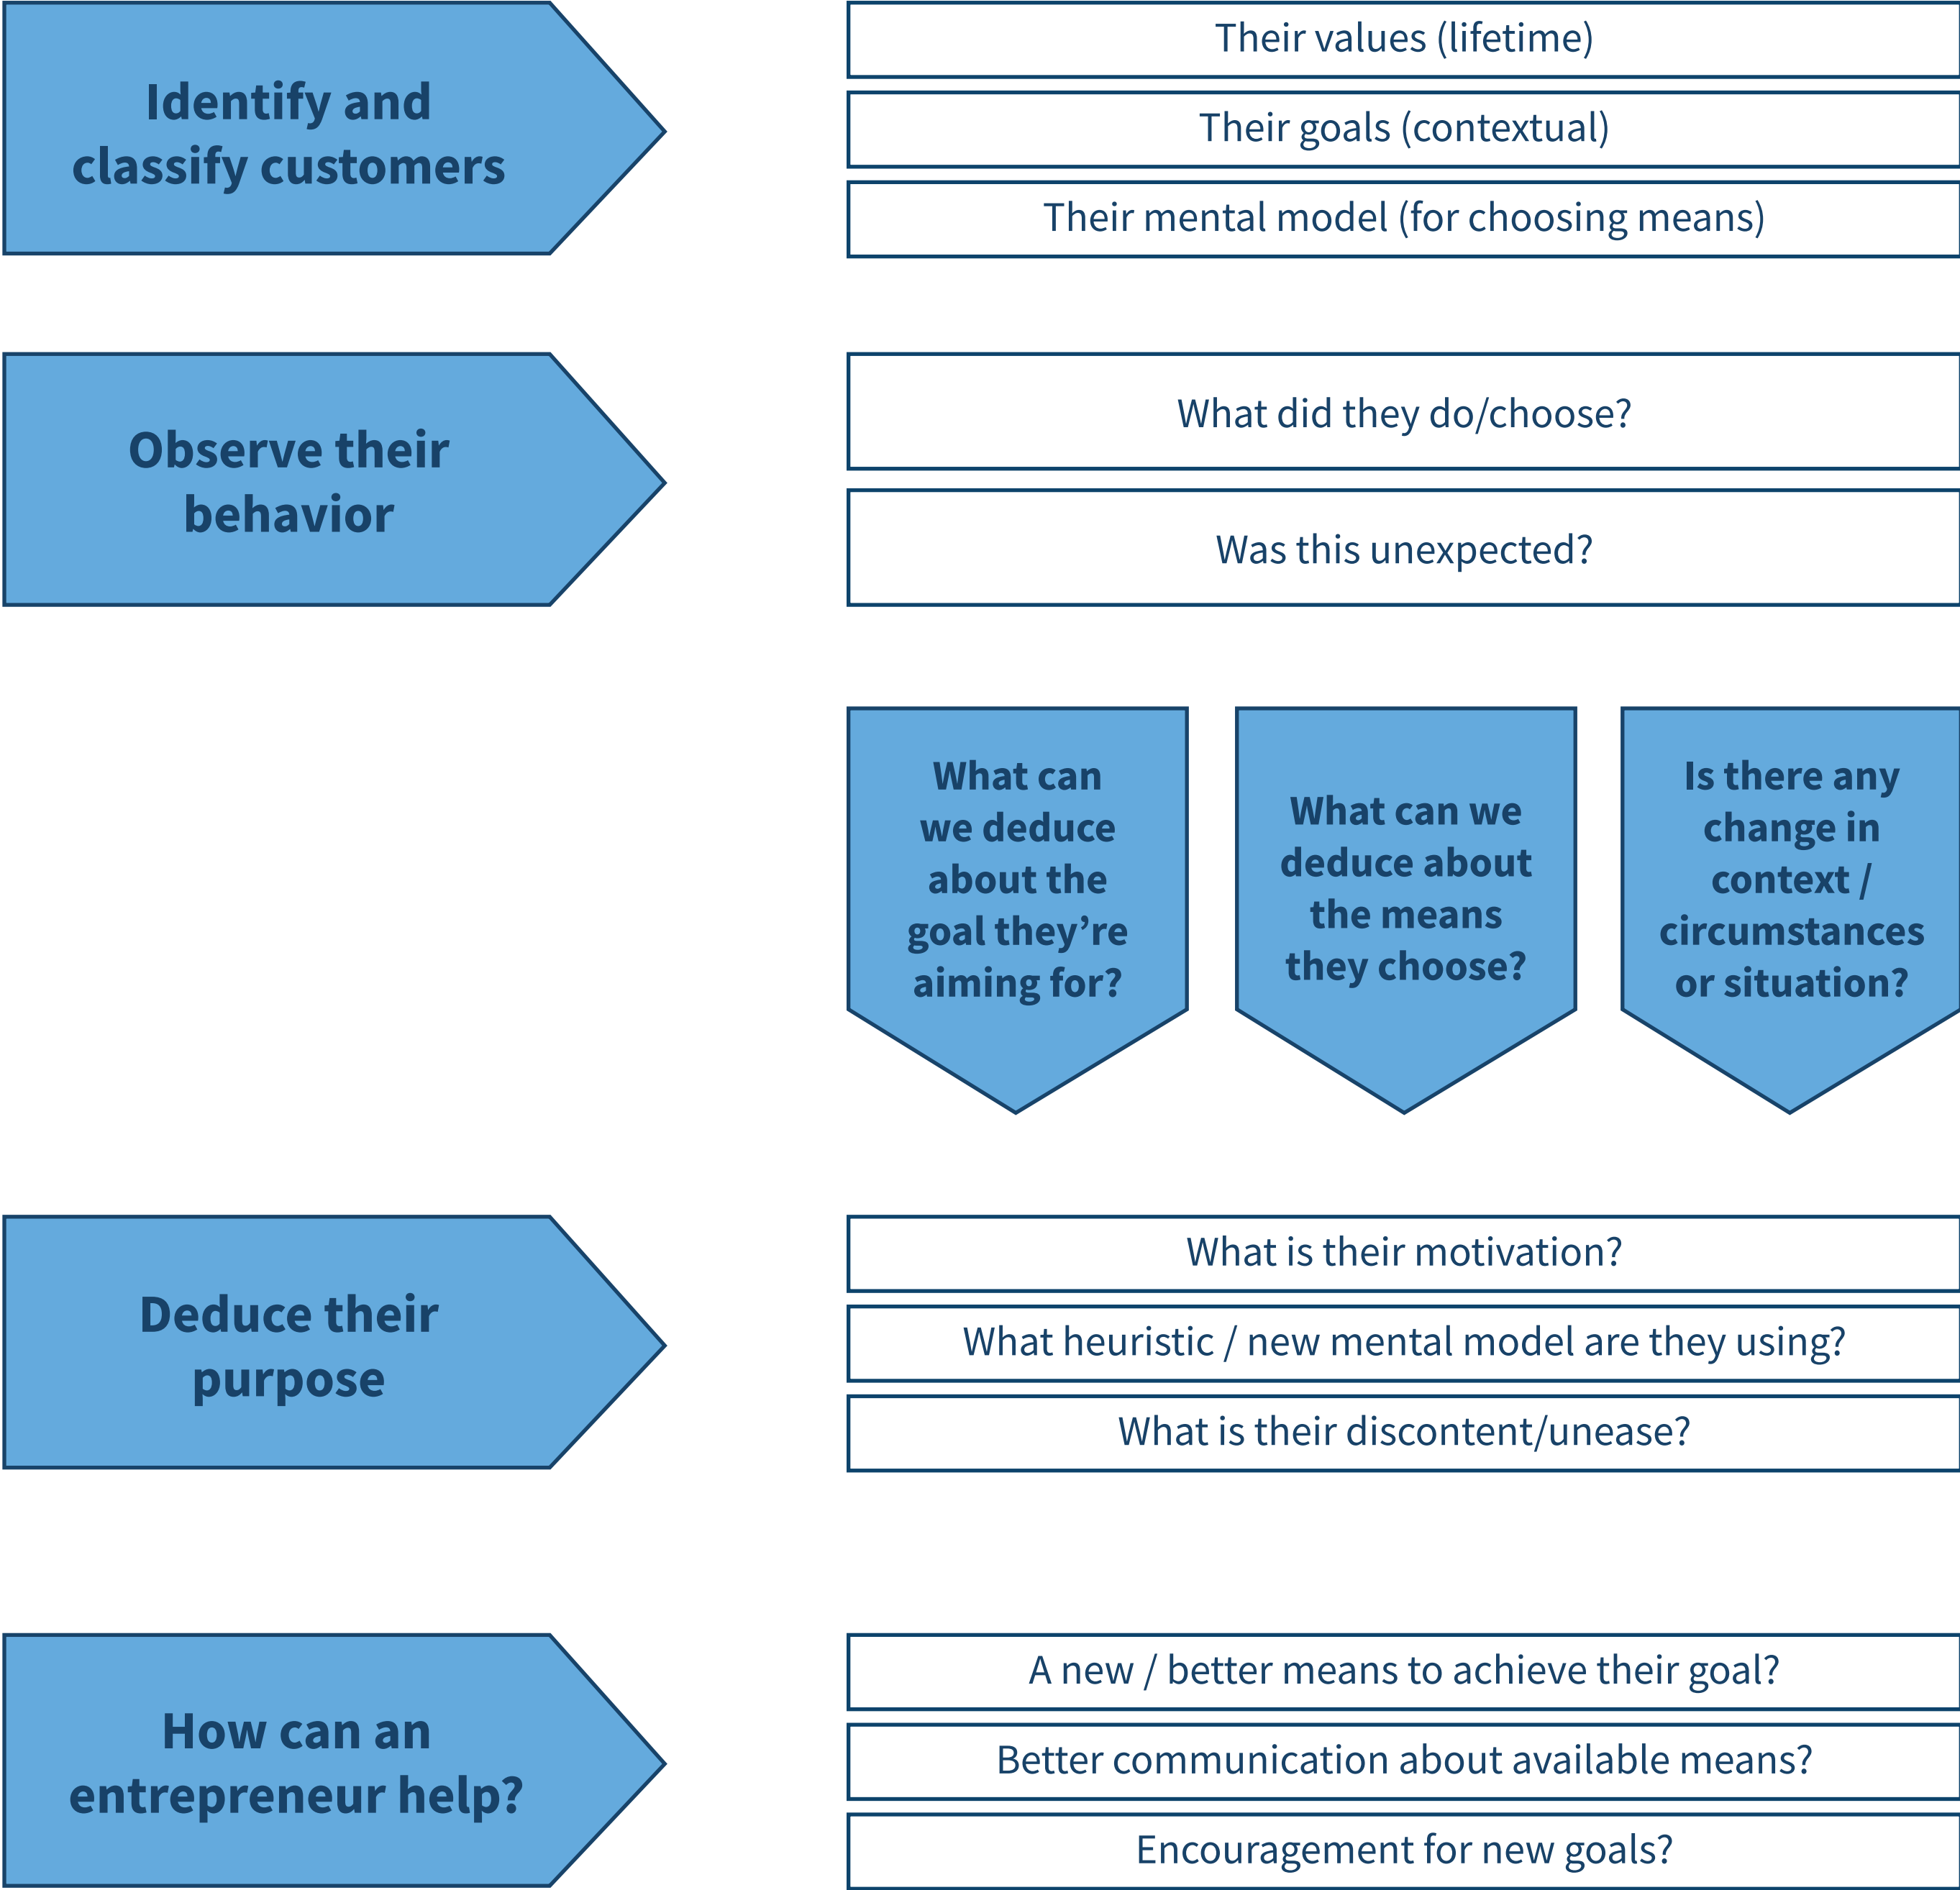 Identify and
classify customers
Their values (lifetime)
Their goals (contextual)
Their mental model (for choosing means)
Observe their
behavior
What did they do/choose?
Was this unexpected?
What can
we deduce
about the
goal they’re
aiming for?
What can we
deduce about
the means
they choose?
Is there any
change in
context /
circumstances
or situation?
Deduce their
purpose
What is their motivation?
What heuristic / new mental model are they using?
What is their discontent/unease?
How can an
entrepreneur help?
A new / better means to achieve their goal?
Better communication about available means?
Encouragement for new goals?